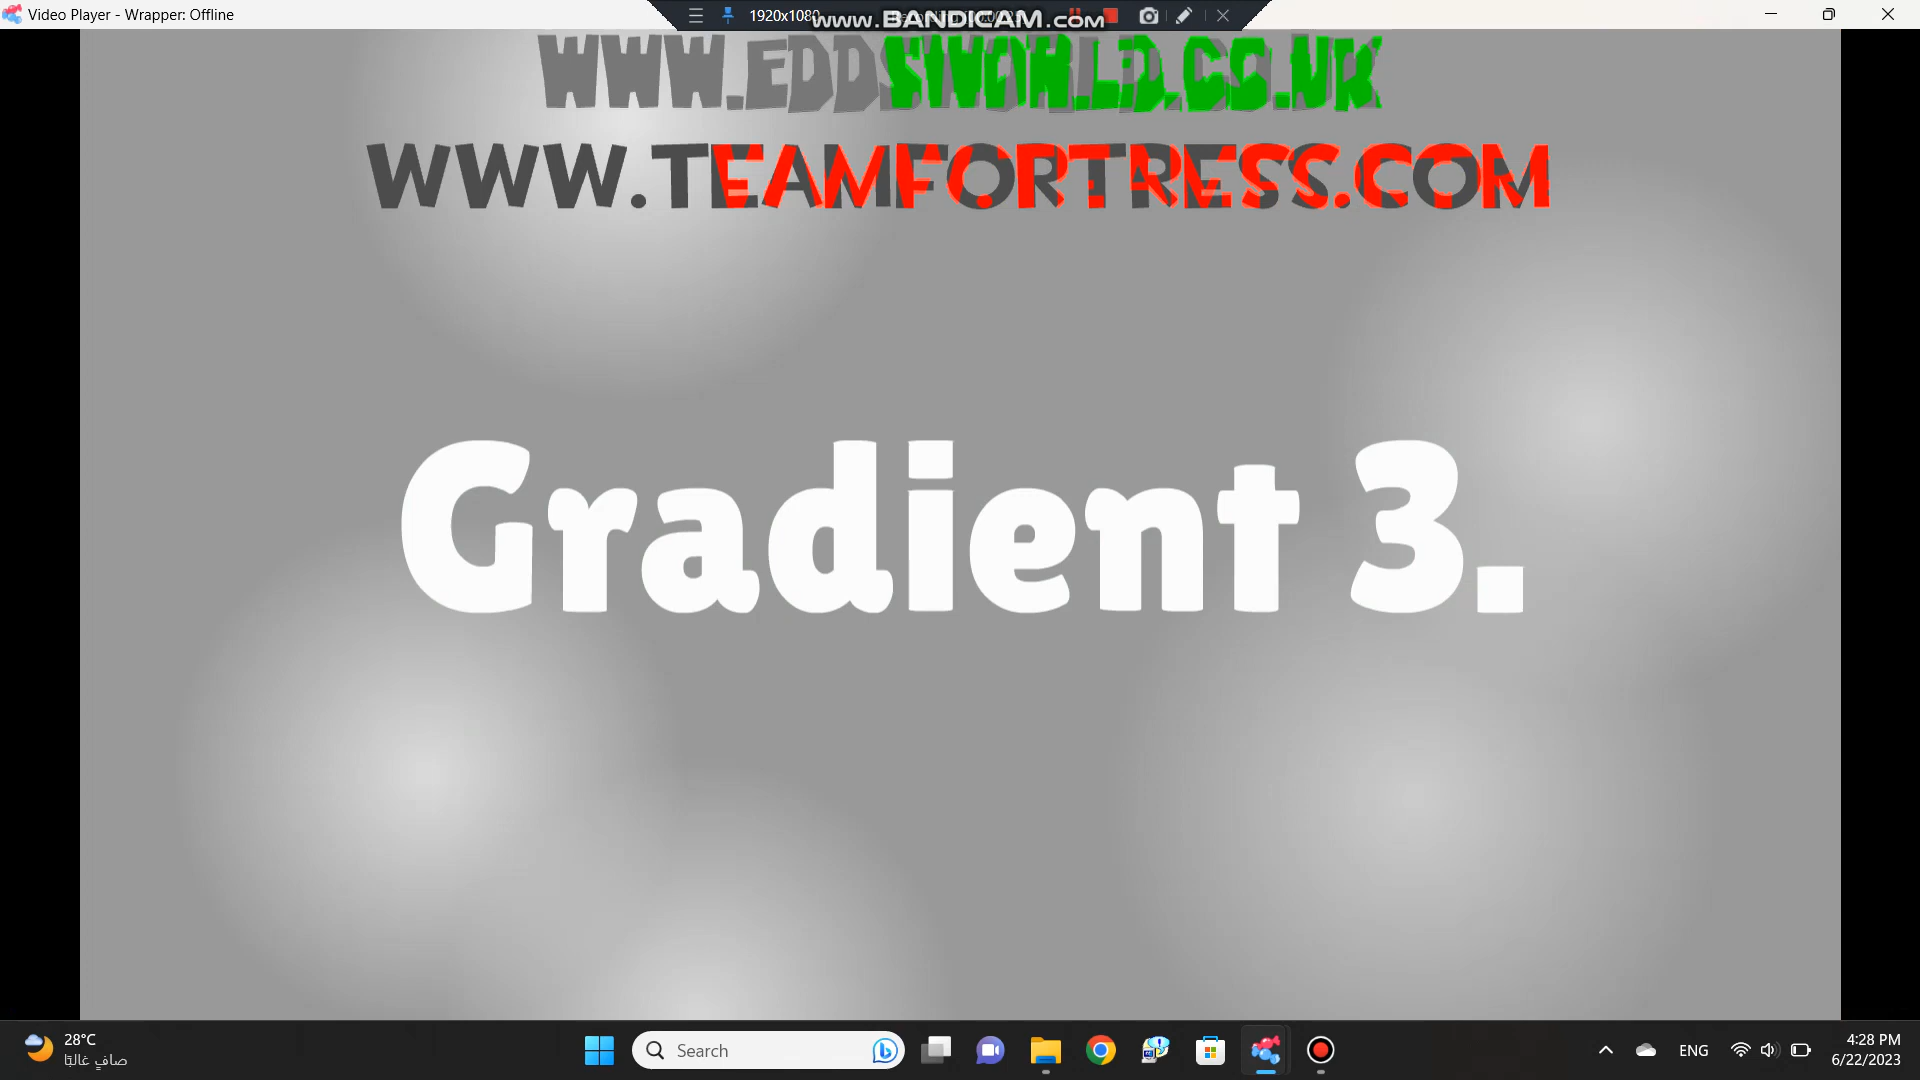 Video Player - Wrapper: Offline
1920x1080
www.BANDICAM.com
WWW.EDDSWORLD.CO.UK
WWW.TEAMFORTRESS.COM
Gradient 3.
28°C
صافٍ غالبًا
Search
ENG
4:28 PM
6/22/2023